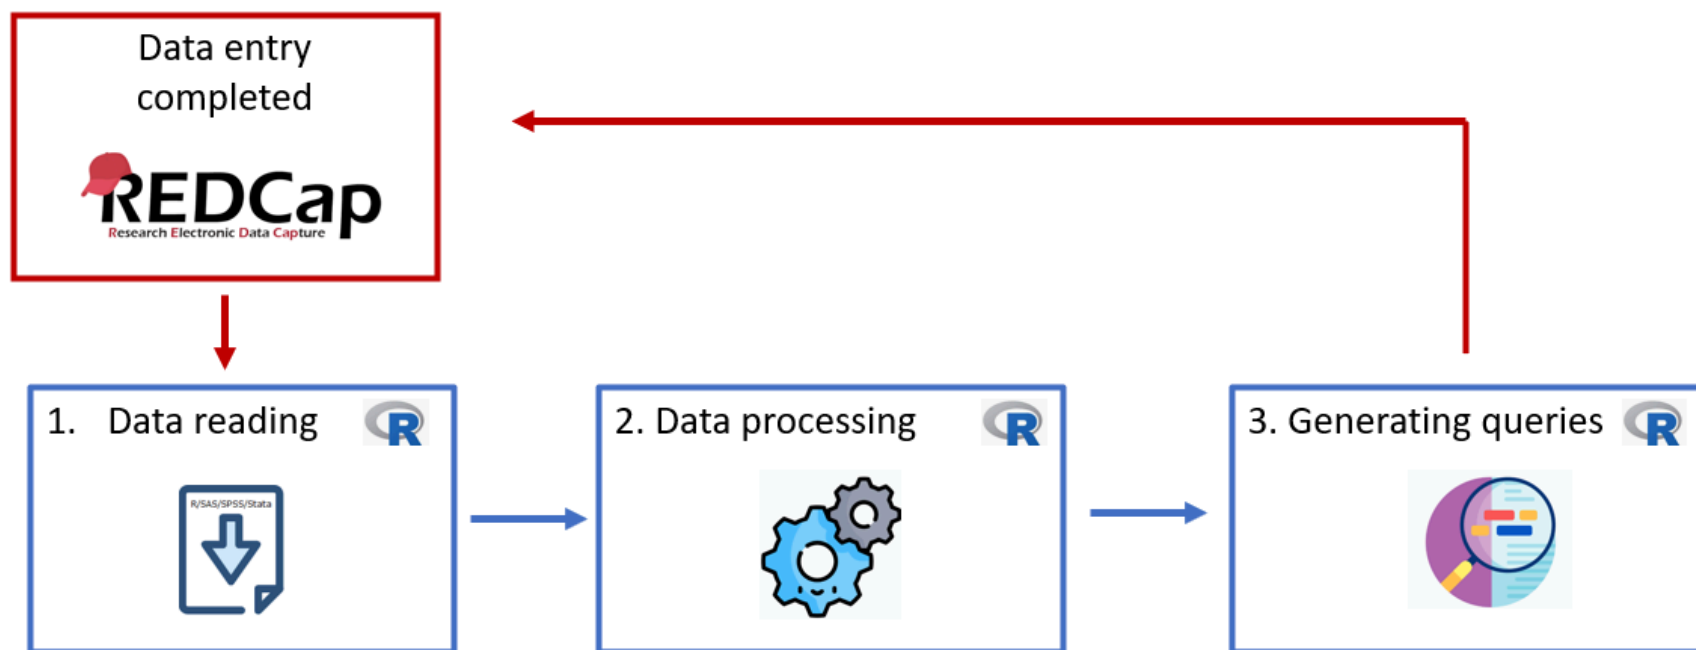 Data entry
completed
REDCap
Research Electronic Data Capture
1. Data reading
R
R/SAS/SPSS/Stata
2. Data processing
R
3. Generating queries
R